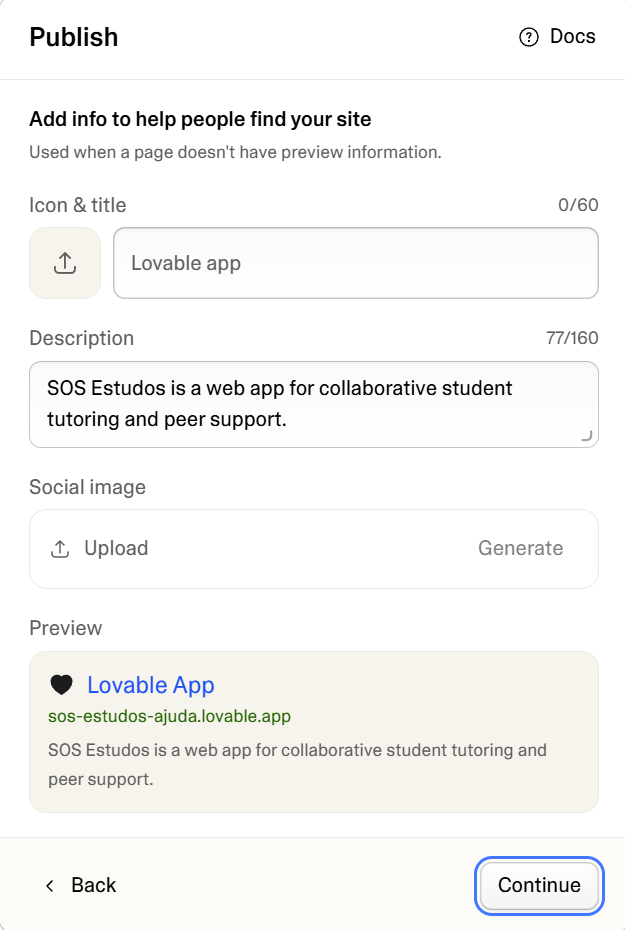 Publish
Docs
Add info to help people find your site
Used when a page doesn't have preview information.
Icon & title
0/60
Lovable app
Description
77/160
SOS Estudos is a web app for collaborative student
tutoring and peer support.
Social image
Upload
Generate
Preview
Lovable App
sos-estudos-ajuda.lovable.app
SOS Estudos is a web app for collaborative student tutoring and
peer support.
Back
Continue